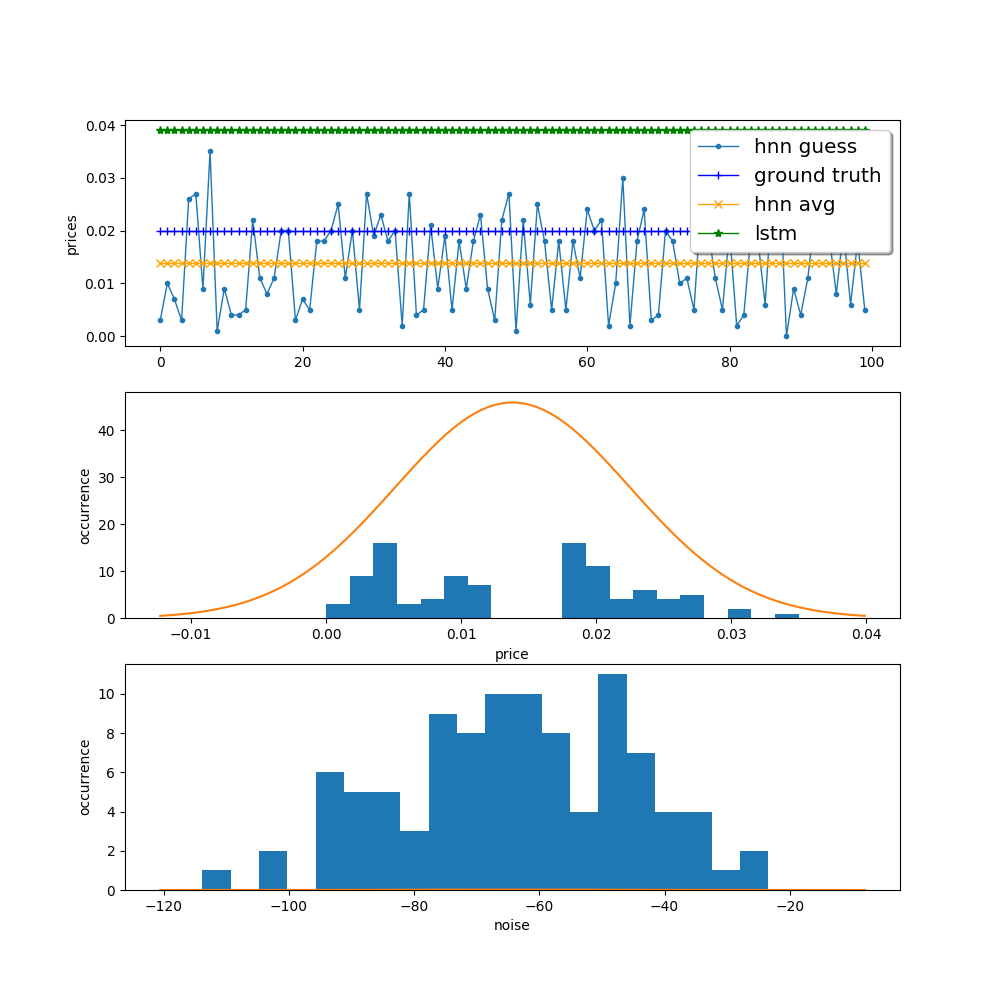 0.04
0.03
0.02
0.01
0.00
prices
hnn guess
ground truth
hnn avg
lstm
0 20 40 60 80 100
40
30
20
10
0
occurrence
−0.01 0.00 0.01 0.02 0.03 0.04
price
10
8
6
4
2
0
occurrence
−120 −100 −80 −60 −40 −20
noise